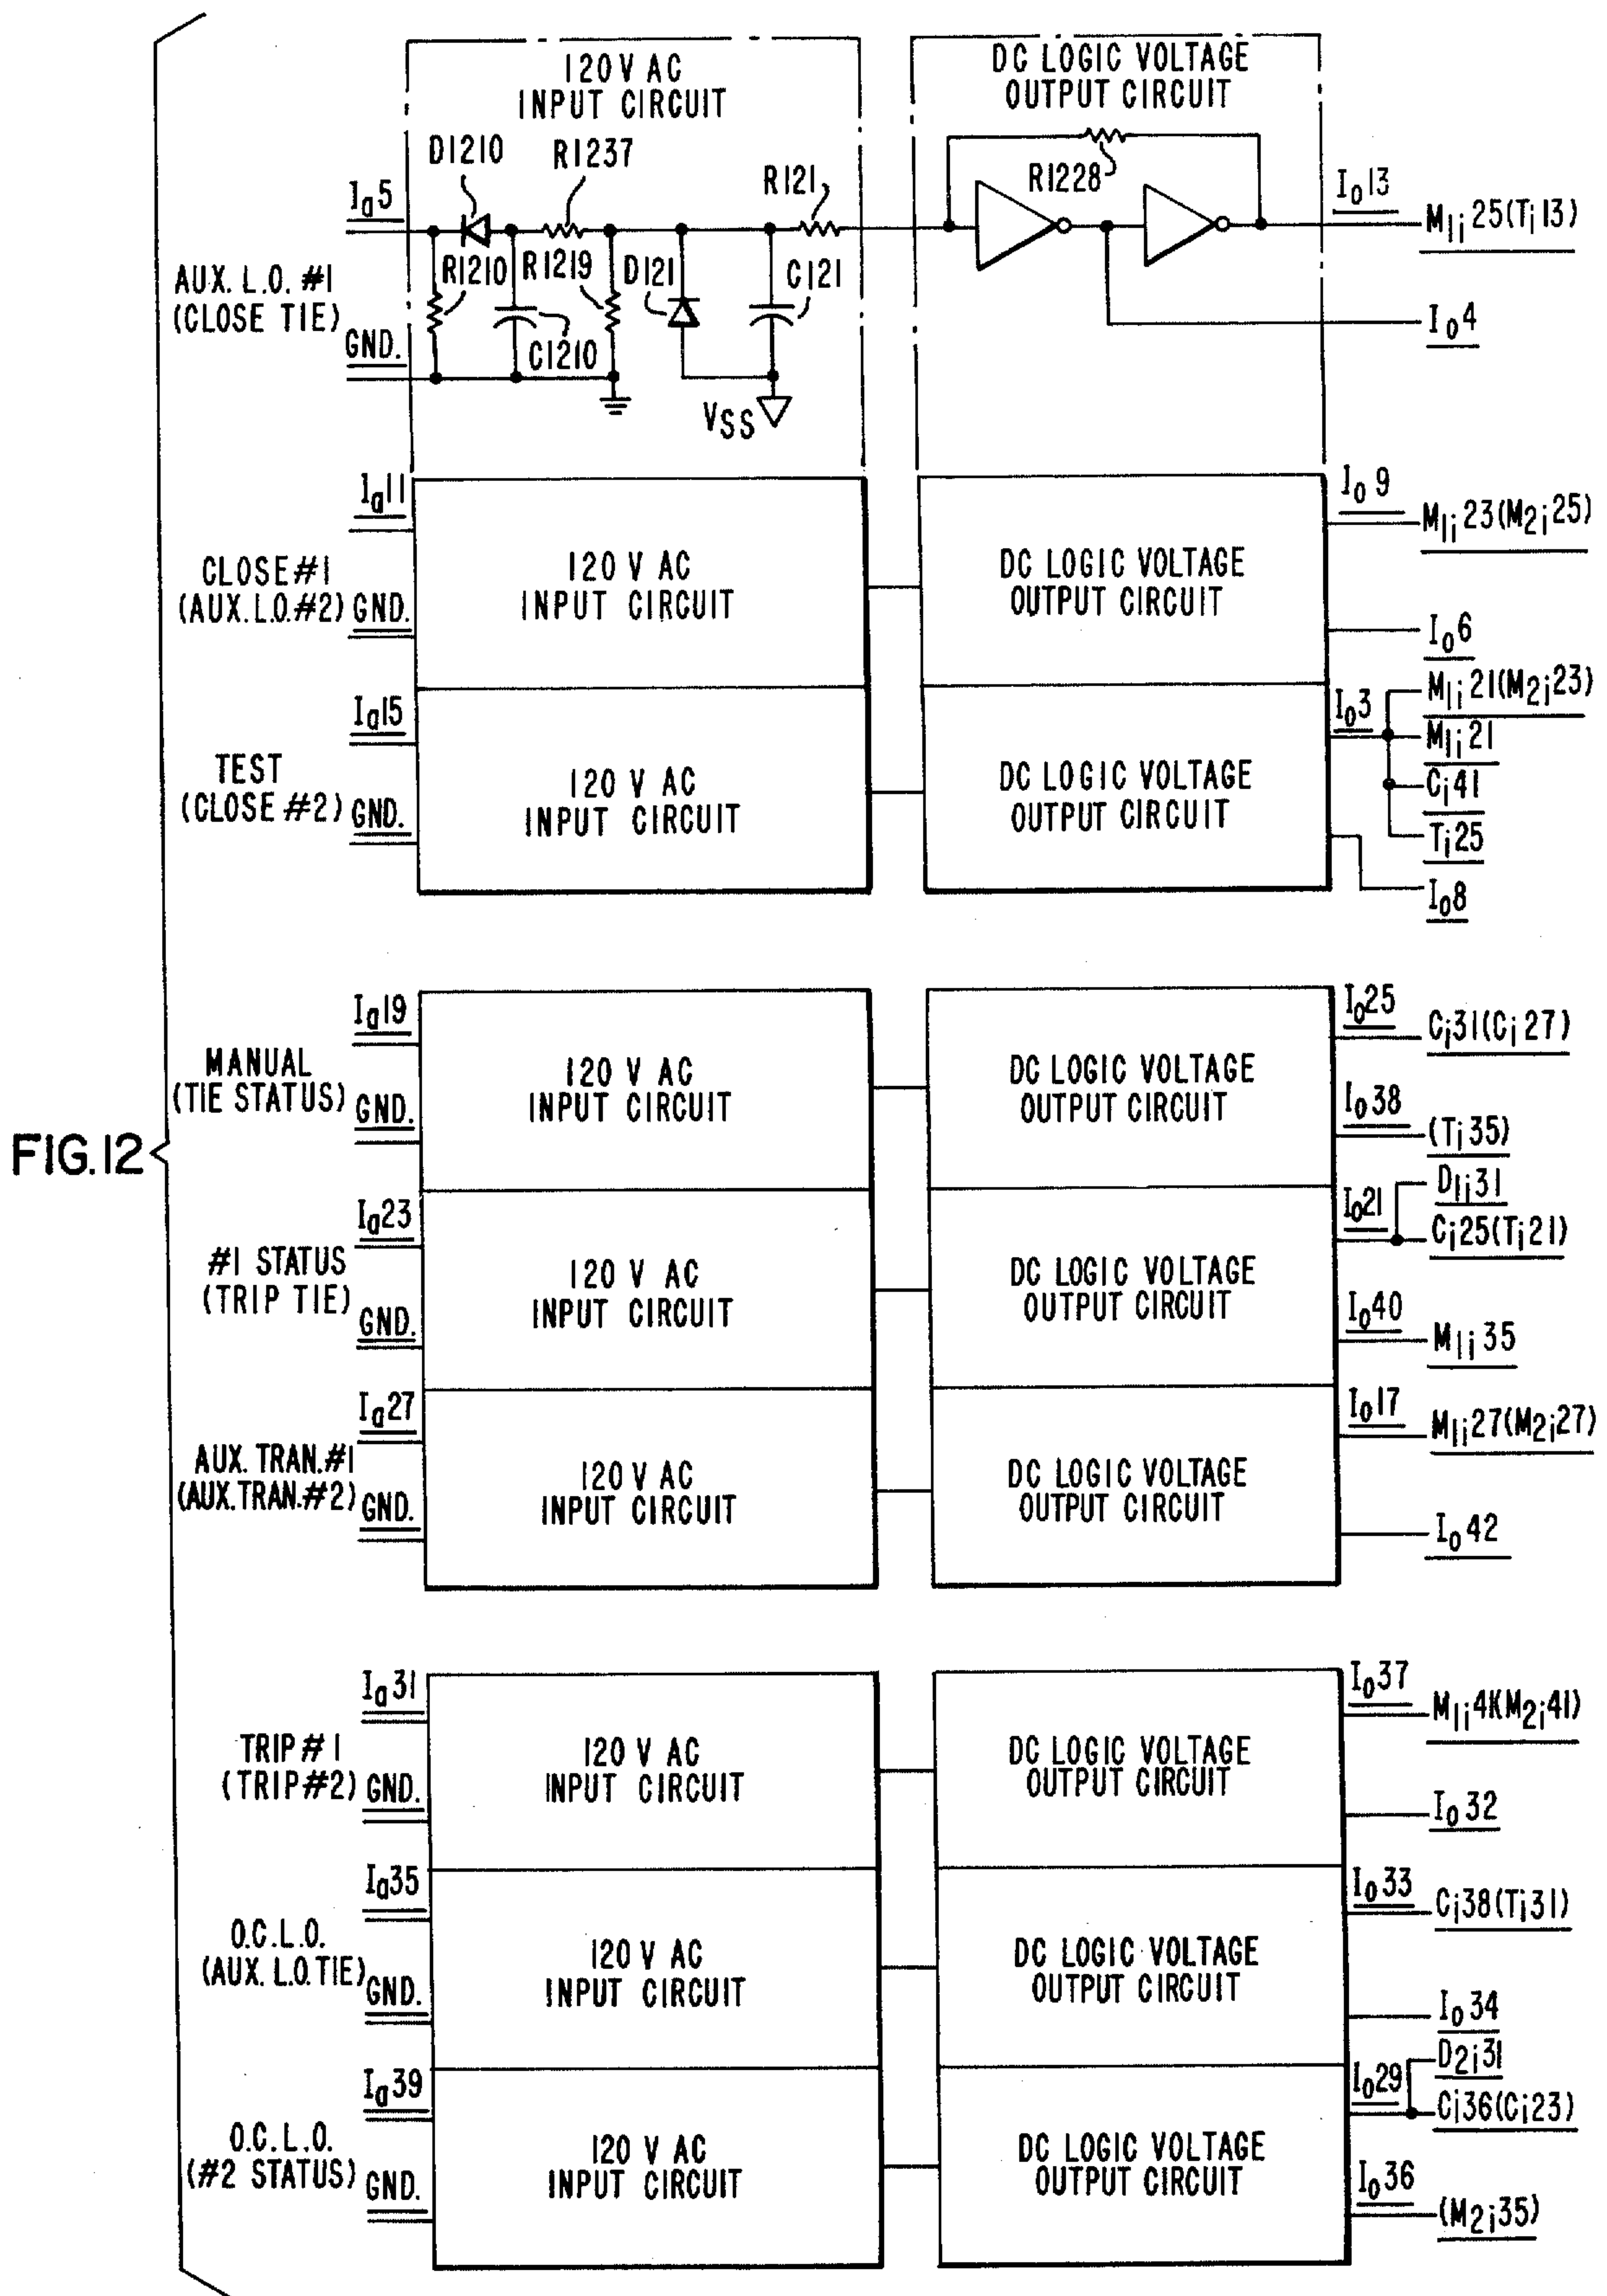 120 V AC
INPUT CIRCUIT
DC LOGIC VOLTAGE
OUTPUT CIRCUIT
D1210
R1237
R121
R1228
Ia5
Io13
M1i25(Ti13)
R1210
R1219
D121
C121
AUX. L.O. #1
(CLOSE TIE)
GND.
C1210
VSS
Io4
Ia11
CLOSE #1
(AUX. L.O. #2)
GND.
120 V AC
INPUT CIRCUIT
DC LOGIC VOLTAGE
OUTPUT CIRCUIT
Io9
M1i23(M2i25)
Io6
Ia15
TEST
(CLOSE #2)
GND.
120 V AC
INPUT CIRCUIT
DC LOGIC VOLTAGE
OUTPUT CIRCUIT
Io3
M1i21(M2i23)
M1i21
Ci41
Ti25
Io8
Ia19
MANUAL
(TIE STATUS)
GND.
120 V AC
INPUT CIRCUIT
DC LOGIC VOLTAGE
OUTPUT CIRCUIT
Io25
Ci31(Ci27)
Io38
(Ti35)
FIG.12
Ia23
#1 STATUS
(TRIP TIE)
GND.
120 V AC
INPUT CIRCUIT
DC LOGIC VOLTAGE
OUTPUT CIRCUIT
Io21
D1i31
Ci25(Ti21)
Io40
M1i35
Ia27
AUX. TRAN. #1
(AUX. TRAN. #2)
GND.
120 V AC
INPUT CIRCUIT
DC LOGIC VOLTAGE
OUTPUT CIRCUIT
Io17
M1i27(M2i27)
Io42
Ia31
TRIP # 1
(TRIP #2)
GND.
120 V AC
INPUT CIRCUIT
DC LOGIC VOLTAGE
OUTPUT CIRCUIT
Io37
M1i41(M2i41)
Io32
Ia35
O.C.L.O.
(AUX. L.O. TIE)
GND.
120 V AC
INPUT CIRCUIT
DC LOGIC VOLTAGE
OUTPUT CIRCUIT
Io33
Ci38(Ti31)
Io34
Ia39
O.C.L.O.
(#2 STATUS)
GND.
120 V AC
INPUT CIRCUIT
DC LOGIC VOLTAGE
OUTPUT CIRCUIT
Io29
D2i31
Ci36(Ci23)
Io36
(M2i35)